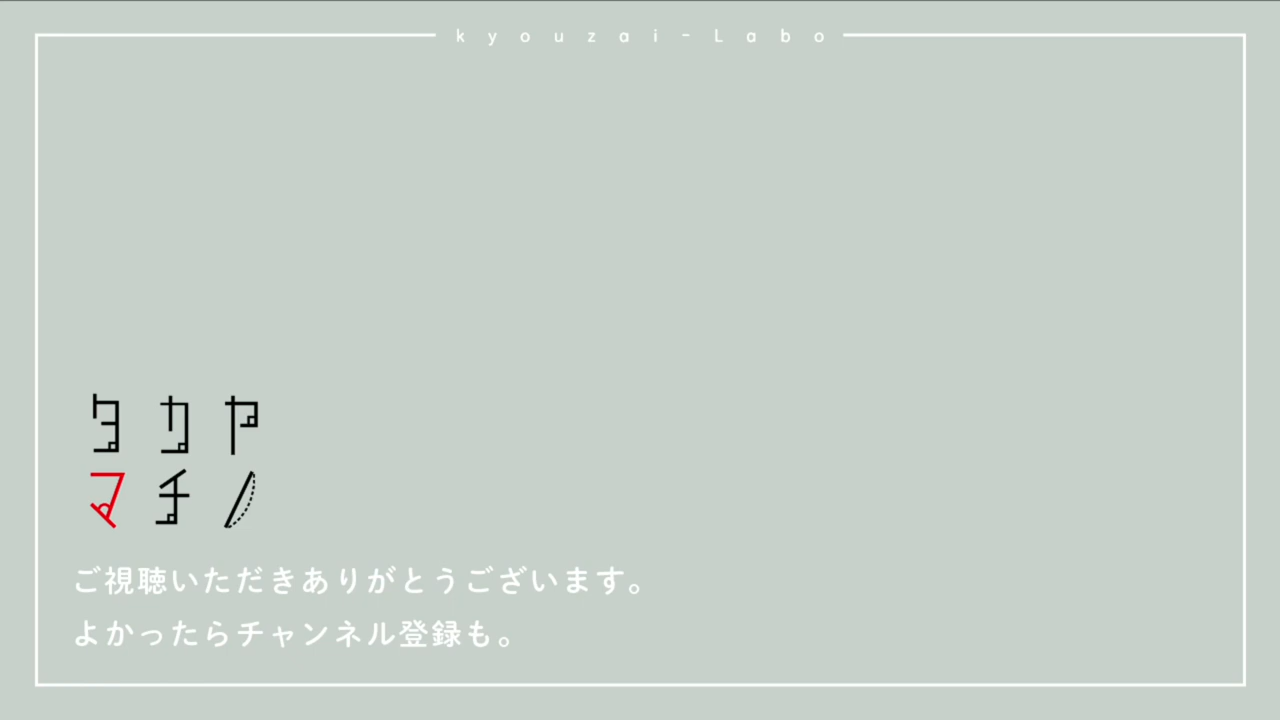 kyouzai-Labo
タカヤ
マチノ
ご視聴いただきありがとうございます。
よかったらチャンネル登録も。